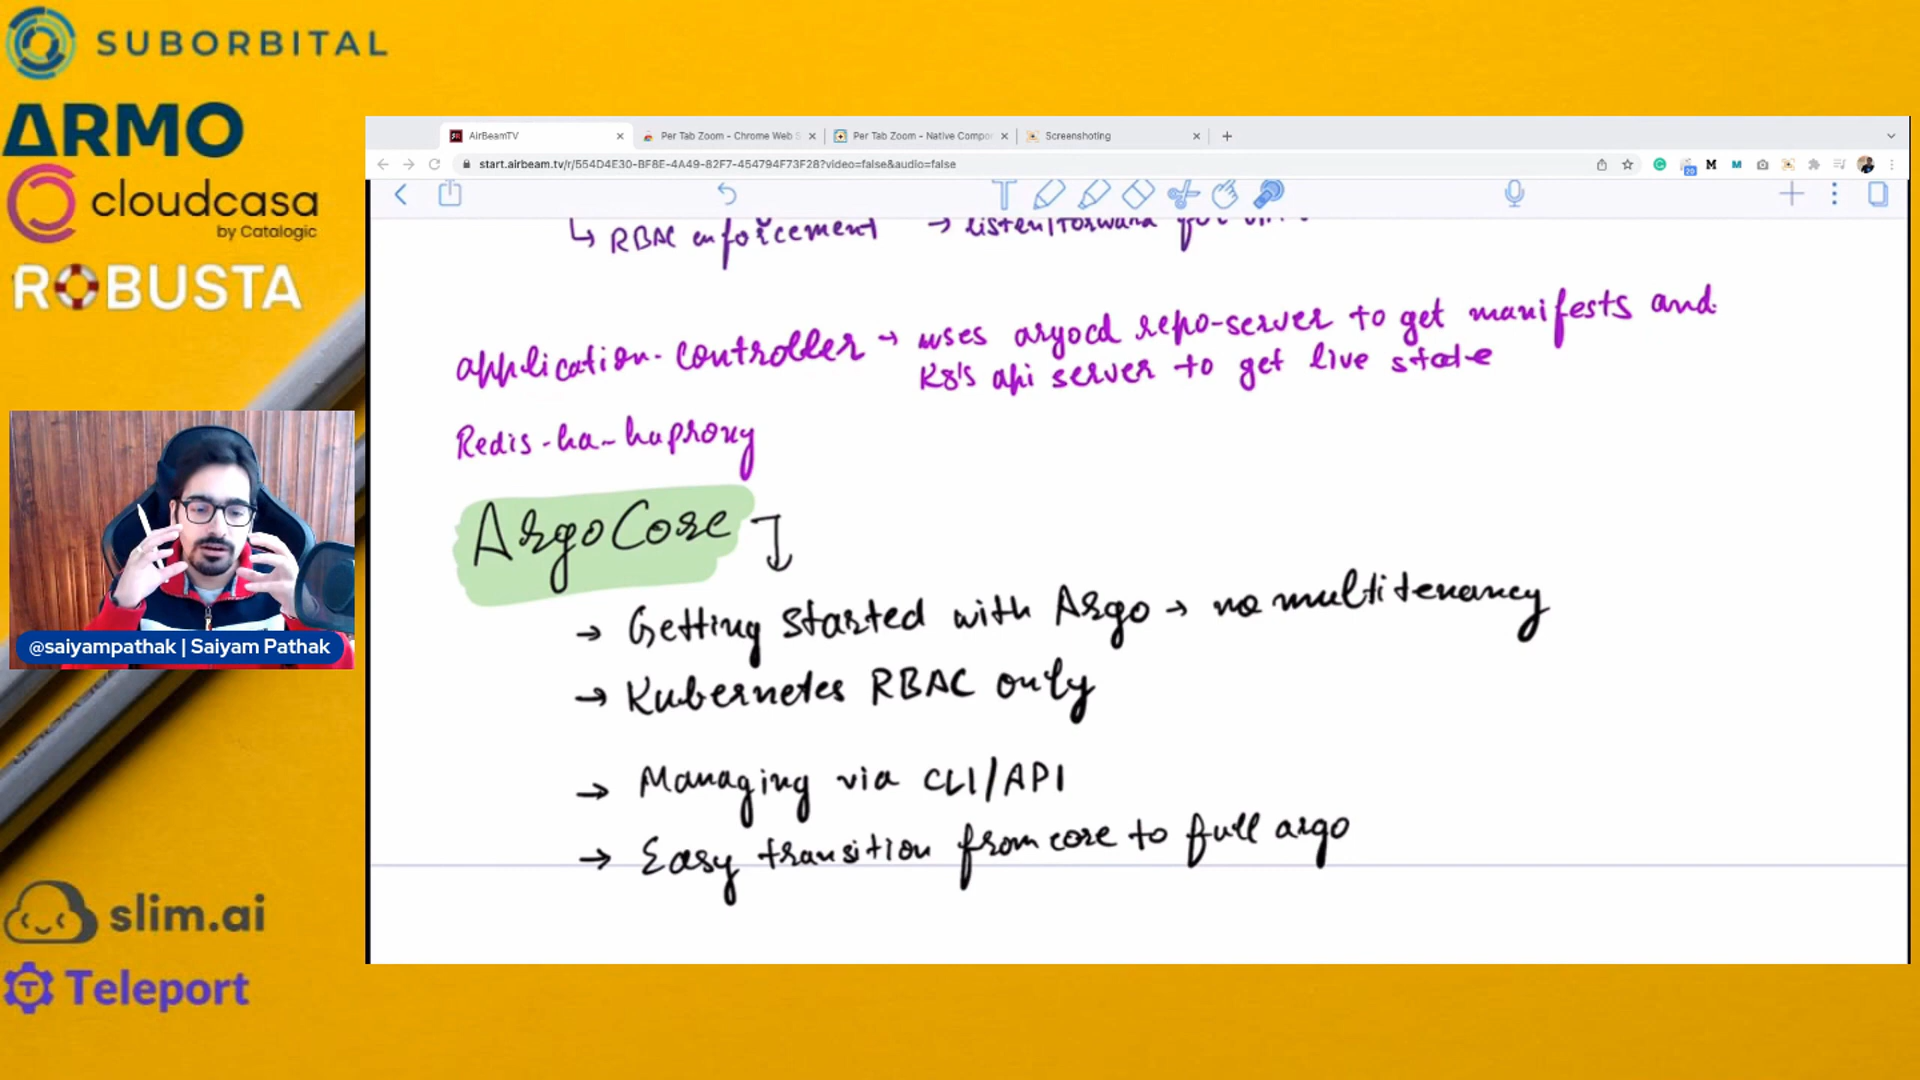 SUBORBITAL
ARMO
cloudcasa
by Catalogic
ROBUSTA
@saiyampathak | Saiyam Pathak
slim.ai
Teleport
AirBeamTV
Per Tab Zoom - Chrome Web S
Per Tab Zoom - Native Compo
Screenshoting
start.airbeam.tv/r/554D4E30-BF8E-4A49-82F7-454794F73F28?video=false&audio=false
↳ RBAC enforcement → listen/forward for
application-controller → uses argocd repo-server to get manifests and
K8's api server to get live state
Redis-ha-haproxy
ArgoCore
→ Getting started with Argo → no multitenancy
→ Kubernetes RBAC only
→ Managing via CLI/API
→ Easy transition from core to full argo